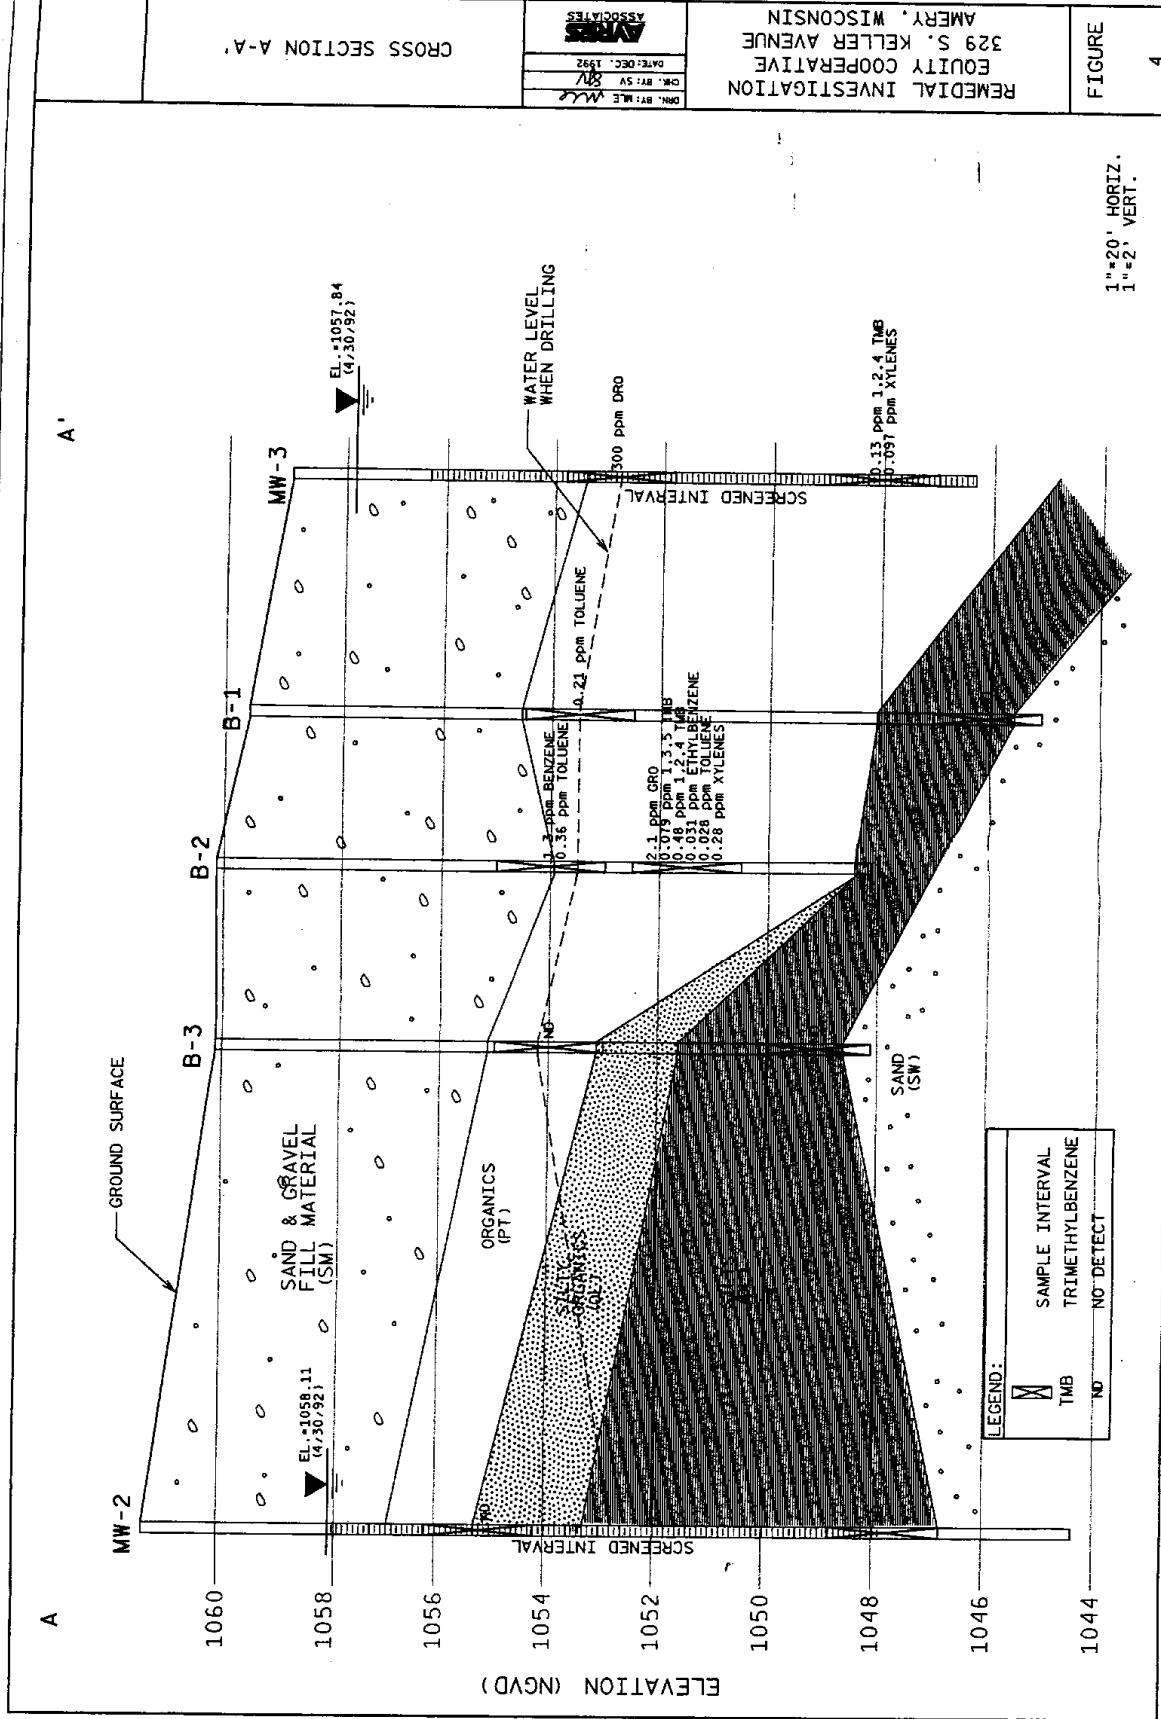 A
A'
MW-2
B-3
B-2
B-1
MW-3
GROUND SURFACE
EL.=1058.11
(4/30/92)
EL.=1057.84
(4/30/92)
SAND & GRAVEL
FILL MATERIAL
(SM)
ORGANICS
(PT)
ORGANICS
(OL)
SAND
(SW)
WATER LEVEL
WHEN DRILLING
SCREENED INTERVAL
SCREENED INTERVAL
ND
ND
ppm BENZENE
0.36 ppm TOLUENE
2.1 ppm GRO
0.079 ppm 1,3,5 TMB
0.48 ppm 1,2,4 TMB
0.031 ppm ETHYLBENZENE
0.028 ppm TOLUENE
0.28 ppm XYLENES
0.21 ppm TOLUENE
300 ppm DRO
0.13 ppm 1,2,4 TMB
0.097 ppm XYLENES
ELEVATION (NGVD)
1060
1058
1056
1054
1052
1050
1048
1046
1044
LEGEND:
SAMPLE INTERVAL
TMB TRIMETHYLBENZENE
ND NO DETECT
1"=20' HORIZ.
1"=2' VERT.
CROSS SECTION A-A'
AYRES
ASSOCIATES
DRN. BY: MLE mle
CHK. BY: SV
DATE: DEC. 1992
REMEDIAL INVESTIGATION
EQUITY COOPERATIVE
329 S. KELLER AVENUE
AMERY, WISCONSIN
FIGURE
4